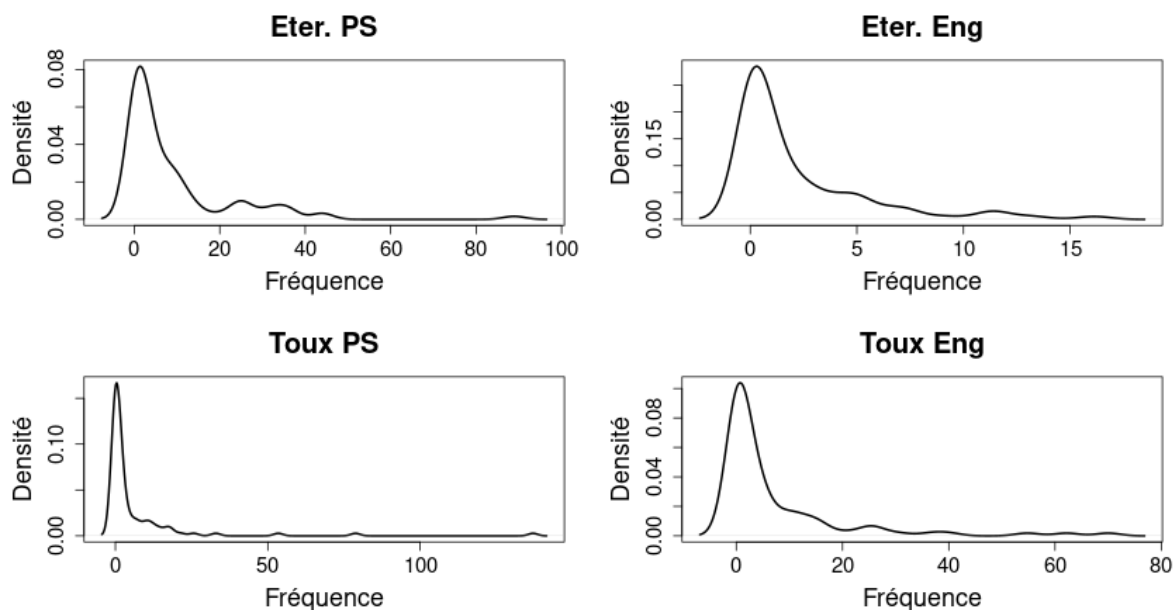 Eter. PS
Densité
0.00 0.04 0.08
0 20 40 60 80 100
Fréquence
Eter. Eng
Densité
0.00 0.15
0 5 10 15
Fréquence
Toux PS
Densité
0.00 0.10
0 50 100
Fréquence
Toux Eng
Densité
0.00 0.04 0.08
0 20 40 60 80
Fréquence